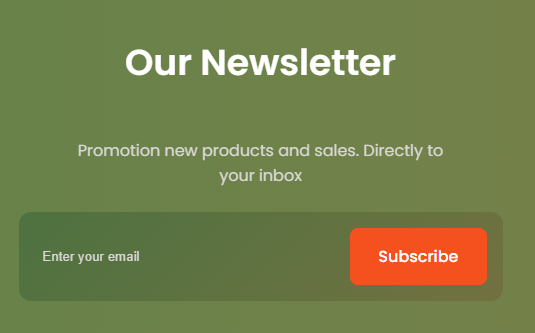 Our Newsletter
Promotion new products and sales. Directly to
your inbox
Enter your email
Subscribe